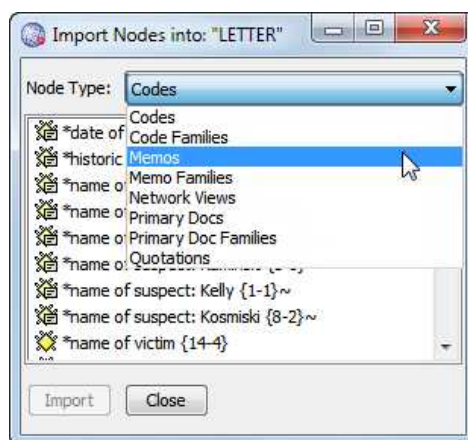 Import Nodes into: "LETTER"
Node Type: Codes
Codes
Code Families
Memos
Memo Families
Network Views
Primary Docs
Primary Doc Families
Quotations
*date of
*historic
*name of
*name of
*name of
*name of suspect:
*name of suspect: Kelly {1-1}~
*name of suspect: Kosmiski {8-2}~
*name of victim {14-4}
Import Close